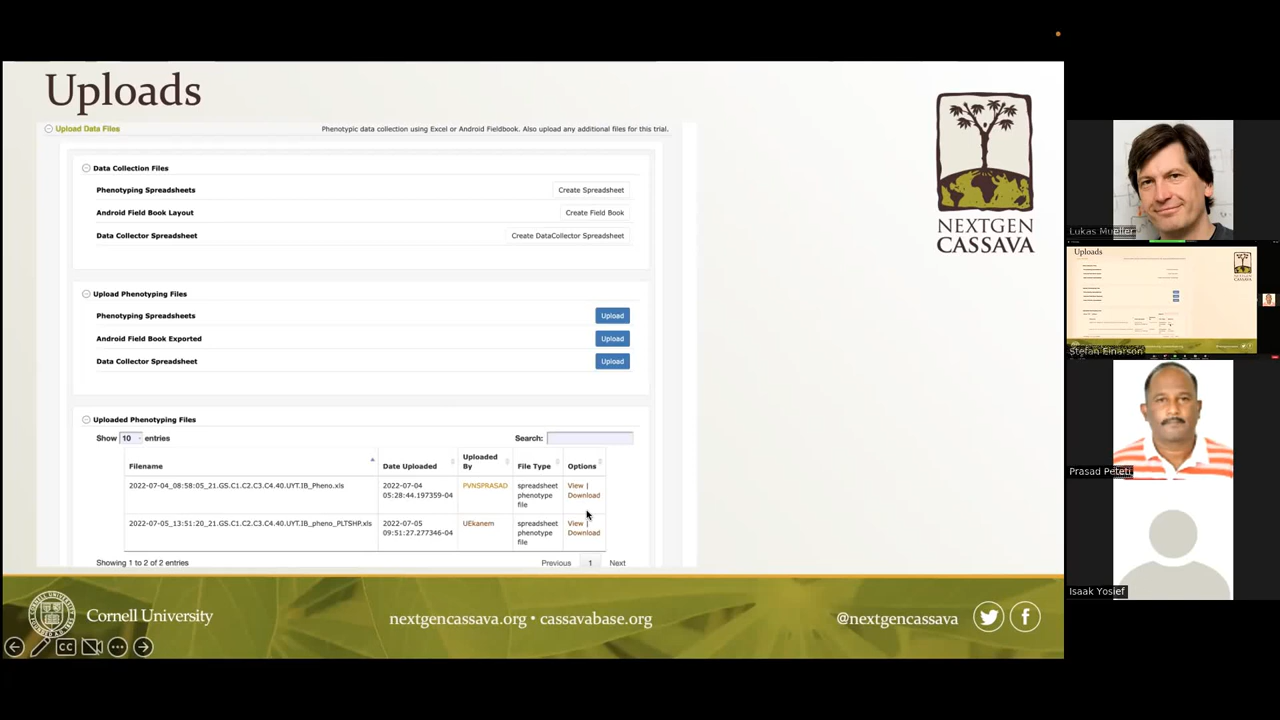 Uploads
Upload Data Files
Phenotypic data collection using Excel or Android Fieldbook. Also upload any additional files for this trial.
Data Collection Files
Phenotyping Spreadsheets
Create Spreadsheet
Android Field Book Layout
Create Field Book
Data Collector Spreadsheet
Create DataCollector Spreadsheet
Upload Phenotyping Files
Phenotyping Spreadsheets
Upload
Android Field Book Exported
Upload
Data Collector Spreadsheet
Upload
Uploaded Phenotyping Files
Show 10 entries
Search:
Filename
Date Uploaded
Uploaded By
File Type
Options
2022-07-04_08:58:05_21.GS.C1.C2.C3.C4.40.UYT.IB_Pheno.xls
2022-07-04
05:28:44.197359-04
PVNSPRASAD
spreadsheet
phenotype
file
View |
Download
2022-07-05_13:51:20_21.GS.C1.C2.C3.C4.40.UYT.IB_pheno_PLTSHP.xls
2022-07-05
09:51:27.277346-04
UEkanem
spreadsheet
phenotype
file
View |
Download
Showing 1 to 2 of 2 entries
Previous 1 Next
NEXTGEN
CASSAVA
Cornell University
nextgencassava.org • cassavabase.org
@nextgencassava
CC
Lukas Mueller
Uploads
Stefan Einarson
Prasad Peteti
Isaak Yosief